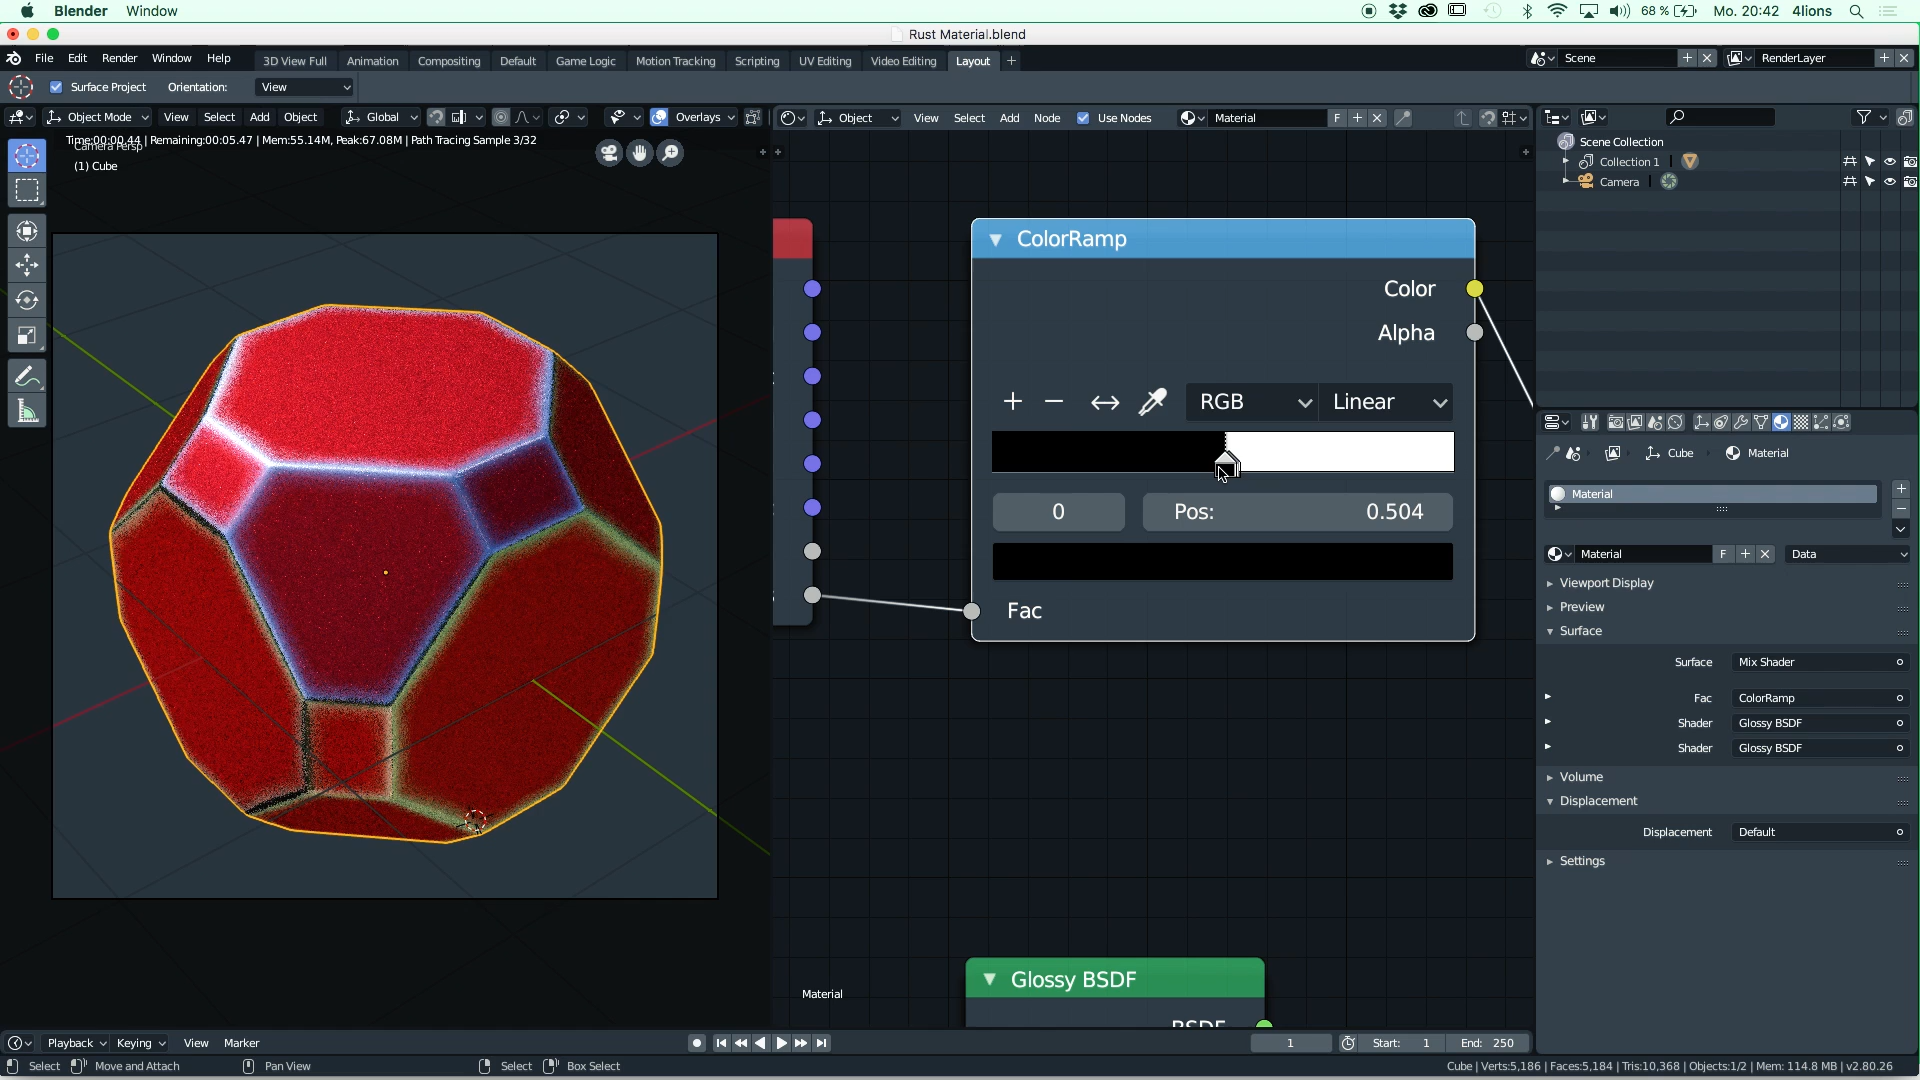 Blender Window 68 % Mo. 20:42 4lions
Rust Material.blend
File Edit Render Window Help 3D View Full Animation Compositing Default Game Logic Motion Tracking Scripting UV Editing Video Editing Layout + Scene RenderLayer
Surface Project Orientation: View
Object Mode View Select Add Object Global Overlays Object View Select Add Node Use Nodes Material F
Time:00:00.44 | Remaining:00:05.47 | Mem:55.14M, Peak:67.08M | Path Tracing Sample 3/32
Camera Persp
(1) Cube
Scene Collection
Collection 1
Camera
ColorRamp
Color
Alpha
RGB Linear
0 Pos: 0.504
Fac
Glossy BSDF
BSDF
Material
Cube Material
Material
Material F Data
Viewport Display
Preview
Surface
Surface Mix Shader
Fac ColorRamp
Shader Glossy BSDF
Shader Glossy BSDF
Volume
Displacement
Displacement Default
Settings
Playback Keying View Marker 1 Start: 1 End: 250
Select Move and Attach Pan View Select Box Select Cube | Verts:5,186 | Faces:5,184 | Tris:10,368 | Objects:1/2 | Mem: 114.8 MB | v2.80.26